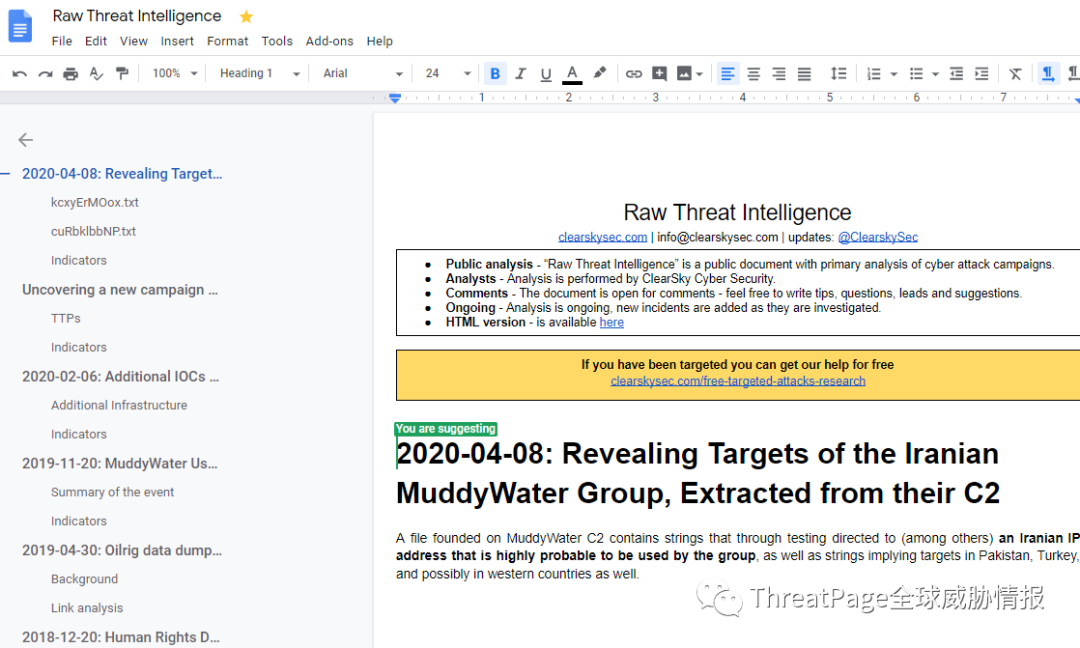 Raw Threat Intelligence
File Edit View Insert Format Tools Add-ons Help
100% Heading 1 Arial 24 B I U A
1 2 3 4 5 6 7
2020-04-08: Revealing Target...
kcxyErMOox.txt
cuRbklbbNP.txt
Indicators
Uncovering a new campaign ...
TTPs
Indicators
2020-02-06: Additional IOCs ...
Additional Infrastructure
Indicators
2019-11-20: MuddyWater Us...
Summary of the event
Indicators
2019-04-30: Oilrig data dump...
Background
Link analysis
2018-12-20: Human Rights D...
Raw Threat Intelligence
clearskysec.com | info@clearskysec.com | updates: @ClearskySec
• Public analysis - “Raw Threat Intelligence” is a public document with primary analysis of cyber attack campaigns.
• Analysts - Analysis is performed by ClearSky Cyber Security.
• Comments - The document is open for comments - feel free to write tips, questions, leads and suggestions.
• Ongoing - Analysis is ongoing, new incidents are added as they are investigated.
• HTML version - is available here
If you have been targeted you can get our help for free
clearskysec.com/free-targeted-attacks-research
You are suggesting
2020-04-08: Revealing Targets of the Iranian
MuddyWater Group, Extracted from their C2
A file founded on MuddyWater C2 contains strings that through testing directed to (among others) an Iranian IP
address that is highly probable to be used by the group, as well as strings implying targets in Pakistan, Turkey,
and possibly in western countries as well.
ThreatPage全球威胁情报